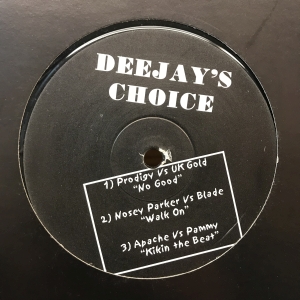 DEEJAY'S
CHOICE
1) Prodigy Vs UK Gold
"No Good"
2) Nosey Parker Vs Blade
"Walk On"
3) Apache Vs Pammy
"Kikin the Beat"